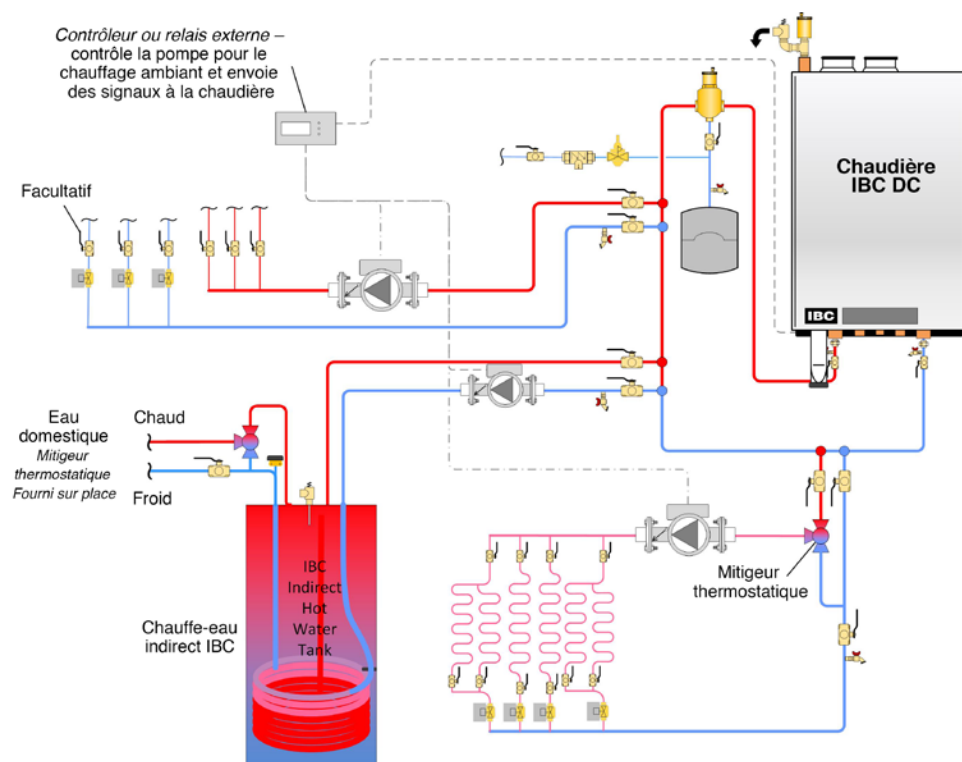 Contrôleur ou relais externe –
contrôle la pompe pour le
chauffage ambiant et envoie
des signaux à la chaudière
Facultatif
Chaudière
IBC DC
IBC
Eau
domestique
Mitigeur
thermostatique
Fourni sur place
Chaud
Froid
IBC
Indirect
Hot
Water
Tank
Chauffe-eau
indirect IBC
Mitigeur
thermostatique